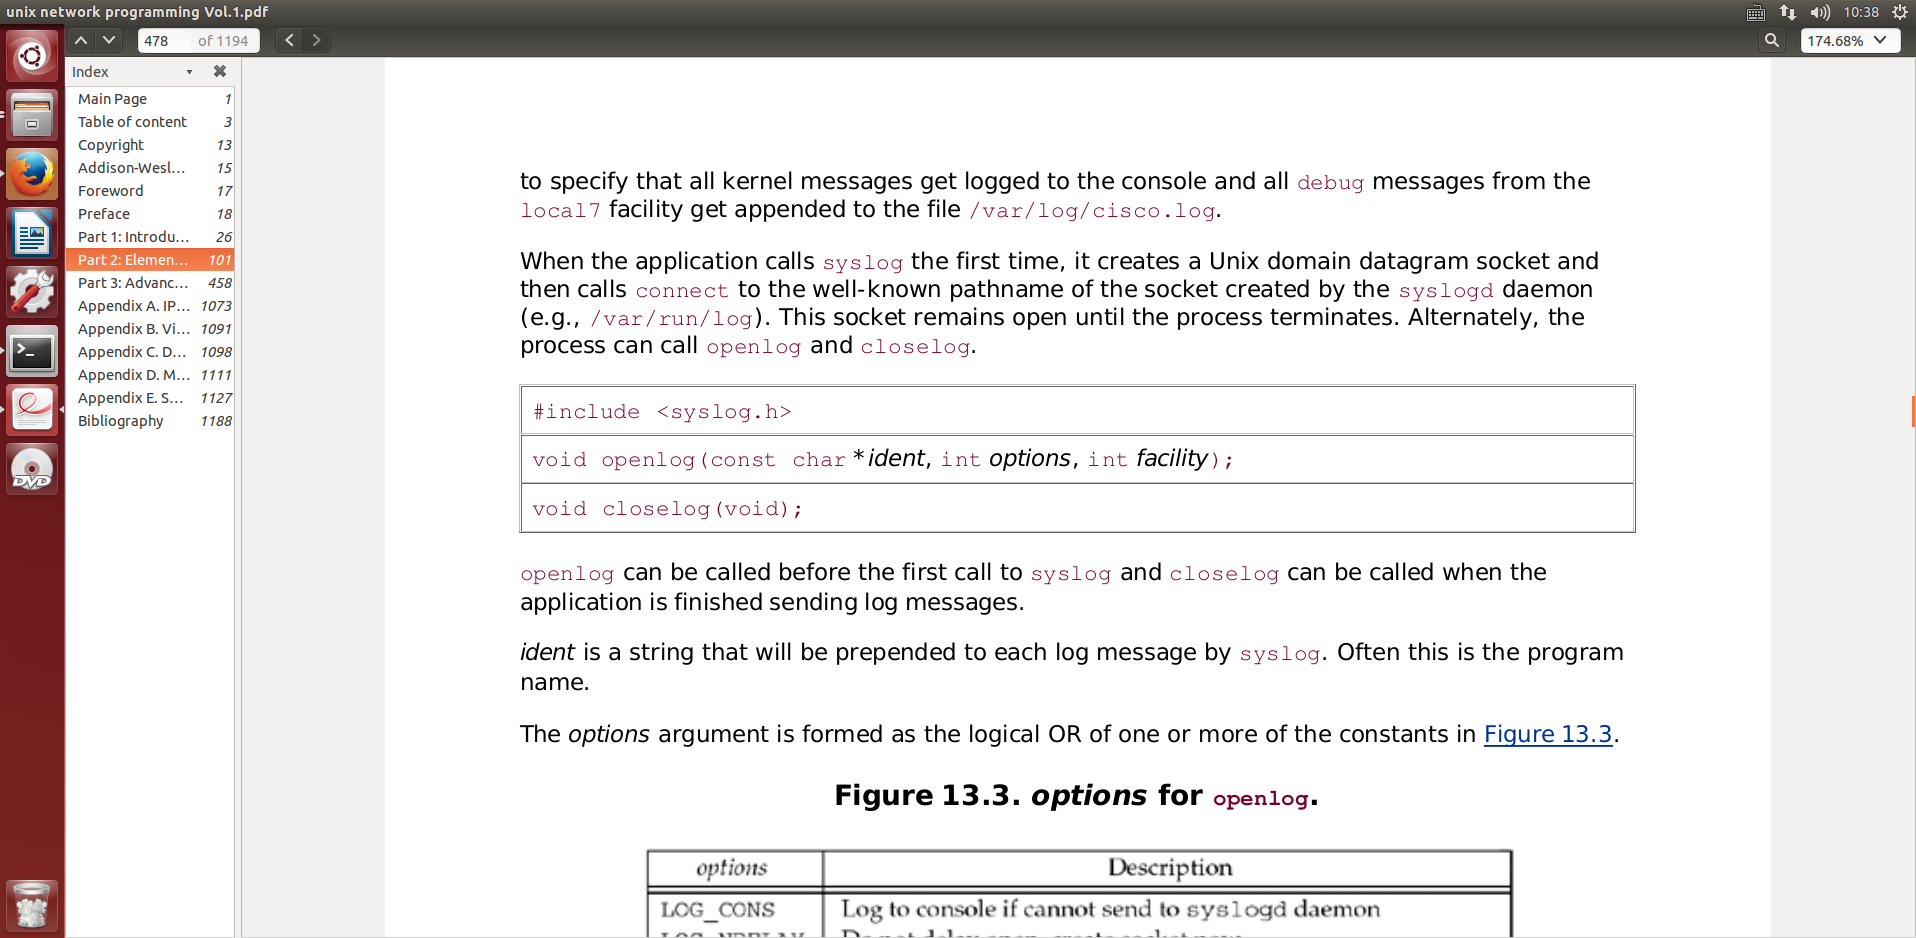 unix network programming Vol.1.pdf
10:38
478 of 1194
174.68%
Index
Main Page 1
Table of content 3
Copyright 13
Addison-Wesl... 15
Foreword 17
Preface 18
Part 1: Introdu... 26
Part 2: Elemen... 101
Part 3: Advanc... 458
Appendix A. IP... 1073
Appendix B. Vi... 1091
Appendix C. D... 1098
Appendix D. M... 1111
Appendix E. S... 1127
Bibliography 1188
DVD
to specify that all kernel messages get logged to the console and all debug messages from the
local7 facility get appended to the file /var/log/cisco.log.
When the application calls syslog the first time, it creates a Unix domain datagram socket and
then calls connect to the well-known pathname of the socket created by the syslogd daemon
(e.g., /var/run/log). This socket remains open until the process terminates. Alternately, the
process can call openlog and closelog.
#include <syslog.h>
void openlog(const char *ident, int options, int facility);
void closelog(void);
openlog can be called before the first call to syslog and closelog can be called when the
application is finished sending log messages.
ident is a string that will be prepended to each log message by syslog. Often this is the program
name.
The options argument is formed as the logical OR of one or more of the constants in Figure 13.3.
Figure 13.3. options for openlog.
options Description
LOG_CONS Log to console if cannot send to syslogd daemon